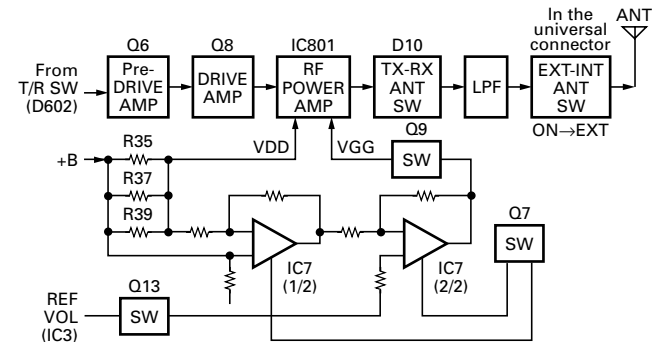 In the
universal
connector
ANT
Q6
Q8
IC801
D10
From
T/R SW
(D602)
Pre-
DRIVE
AMP
DRIVE
AMP
RF
POWER
AMP
TX-RX
ANT
SW
LPF
EXT-INT
ANT
SW
ON→EXT
+B
R35
R37
R39
VDD
VGG
Q9
SW
Q7
SW
IC7
(1/2)
IC7
(2/2)
REF
VOL
(IC3)
Q13
SW